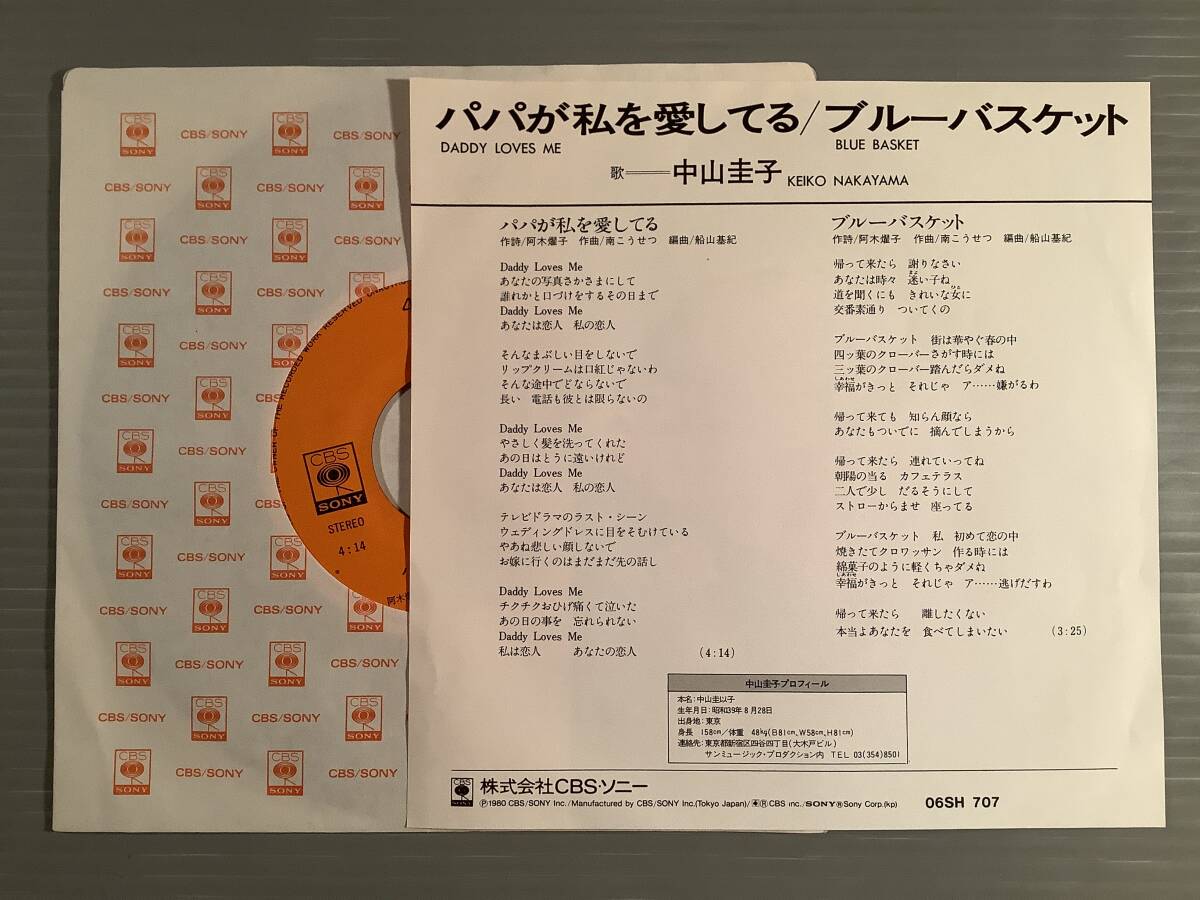 パパが私を愛してる/ブルーバスケット
DADDY LOVES ME
BLUE BASKET
歌──中山圭子 KEIKO NAKAYAMA
パパが私を愛してる
作詩/阿木燿子 作曲/南こうせつ 編曲/船山基紀
Daddy Loves Me
あなたの写真さかさまにして
誰れかと口づけをするその日まで
Daddy Loves Me
あなたは恋人 私の恋人
そんなまぶしい目をしないで
リップクリームは口紅じゃないわ
そんな途中でどならないで
長い 電話も彼とは限らないの
Daddy Loves Me
やさしく髪を洗ってくれた
あの日はとうに遠いけれど
Daddy Loves Me
あなたは恋人 私の恋人
テレビドラマのラスト・シーン
ウェディングドレスに目をそむけている
やあね悲しい顔しないで
お嫁に行くのはまだまだ先の話し
Daddy Loves Me
チクチクおひげ痛くて泣いた
あの日の事を 忘れられない
Daddy Loves Me
私は恋人 あなたの恋人 (4:14)
ブルーバスケット
作詩/阿木燿子 作曲/南こうせつ 編曲/船山基紀
帰って来たら 謝りなさい
あなたは時々 迷い子ね
道を聞くにも きれいな女に
交番素通り ついてくの
ブルーバスケット 街は華やぐ春の中
四ッ葉のクローバーさがす時には
三ッ葉のクローバー踏んだらダメね
幸福がきっと それじゃ ア……嫌がるわ
帰って来ても 知らん顔なら
あなたもついでに 摘んでしまうから
帰って来たら 連れていってね
朝陽の当る カフェテラス
二人で少し だるそうにして
ストローからませ 座ってる
ブルーバスケット 私 初めて恋の中
焼きたてクロワッサン 作る時には
綿菓子のように軽くちゃダメね
幸福がきっと それじゃ ア……逃げだすわ
帰って来たら 離したくない
本当よあなたを 食べてしまいたい (3:25)
中山圭子プロフィール
本名:中山圭以子
生年月日:昭和39年8月28日
出身地:東京
身長 158cm/体重 48kg(B81cm、W58cm、H81cm)
連絡先:東京都新宿区四谷四丁目(大木戸ビル)
サンミュージック・プロダクション内 TEL 03(354)8501
CBS SONY 株式会社CBS・ソニー
Ⓟ1980 CBS/SONY Inc./Manufactured by CBS/SONY Inc.(Tokyo Japan)/Ⓡ CBS Inc./SONYⓇSony Corp.(kp)
06SH 707
CBS
SONY
STEREO
4:14
CBS/SONY